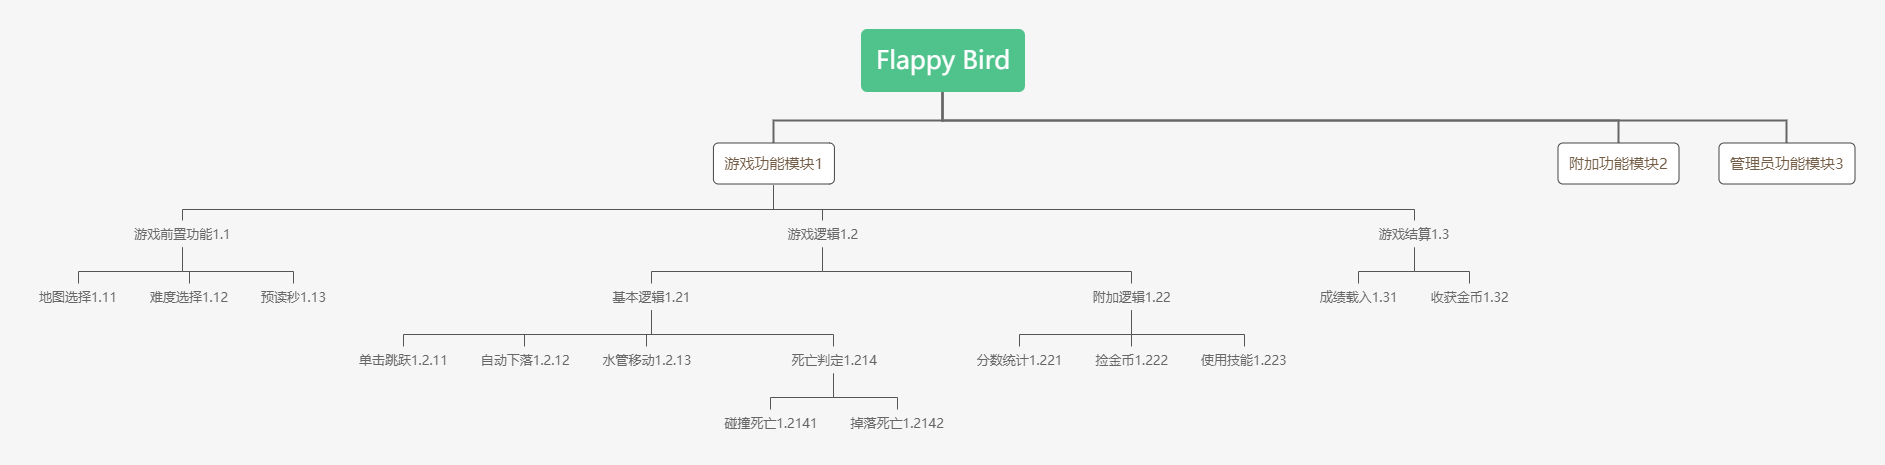 Flappy Bird
游戏功能模块1
附加功能模块2
管理员功能模块3
游戏前置功能1.1
游戏逻辑1.2
游戏结算1.3
地图选择1.11
难度选择1.12
预读秒1.13
基本逻辑1.21
附加逻辑1.22
成绩载入1.31
收获金币1.32
单击跳跃1.2.11
自动下落1.2.12
水管移动1.2.13
死亡判定1.214
分数统计1.221
捡金币1.222
使用技能1.223
碰撞死亡1.2141
掉落死亡1.2142